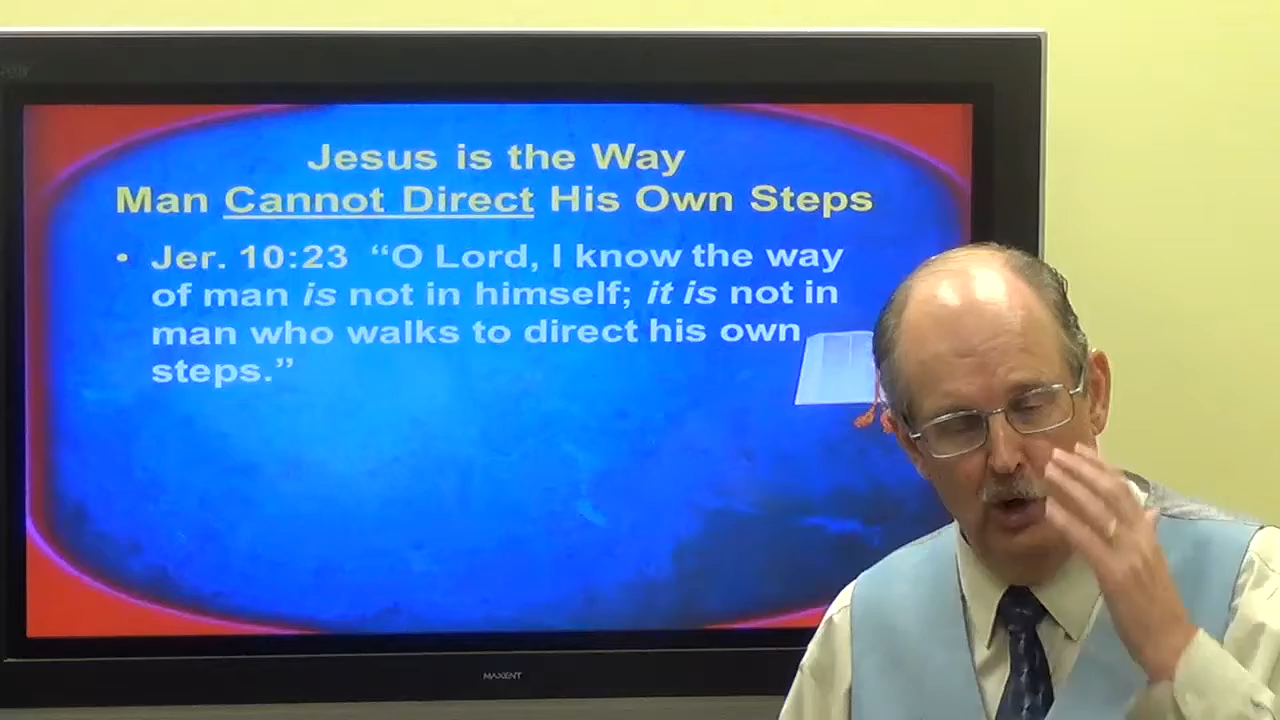 Jesus is the Way
Man Cannot Direct His Own Steps
• Jer. 10:23 “O Lord, I know the way
of man is not in himself; it is not in
man who walks to direct his own
steps.”
MAXENT